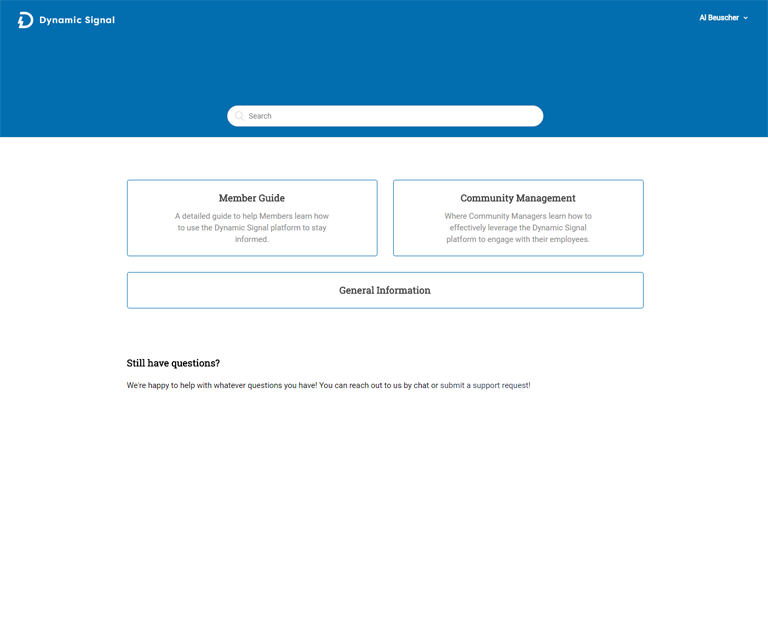 Dynamic Signal
Al Beuscher
Search
Member Guide
A detailed guide to help Members learn how
to use the Dynamic Signal platform to stay
informed.
Community Management
Where Community Managers learn how to
effectively leverage the Dynamic Signal
platform to engage with their employees.
General Information
Still have questions?
We're happy to help with whatever questions you have! You can reach out to us by chat or submit a support request!